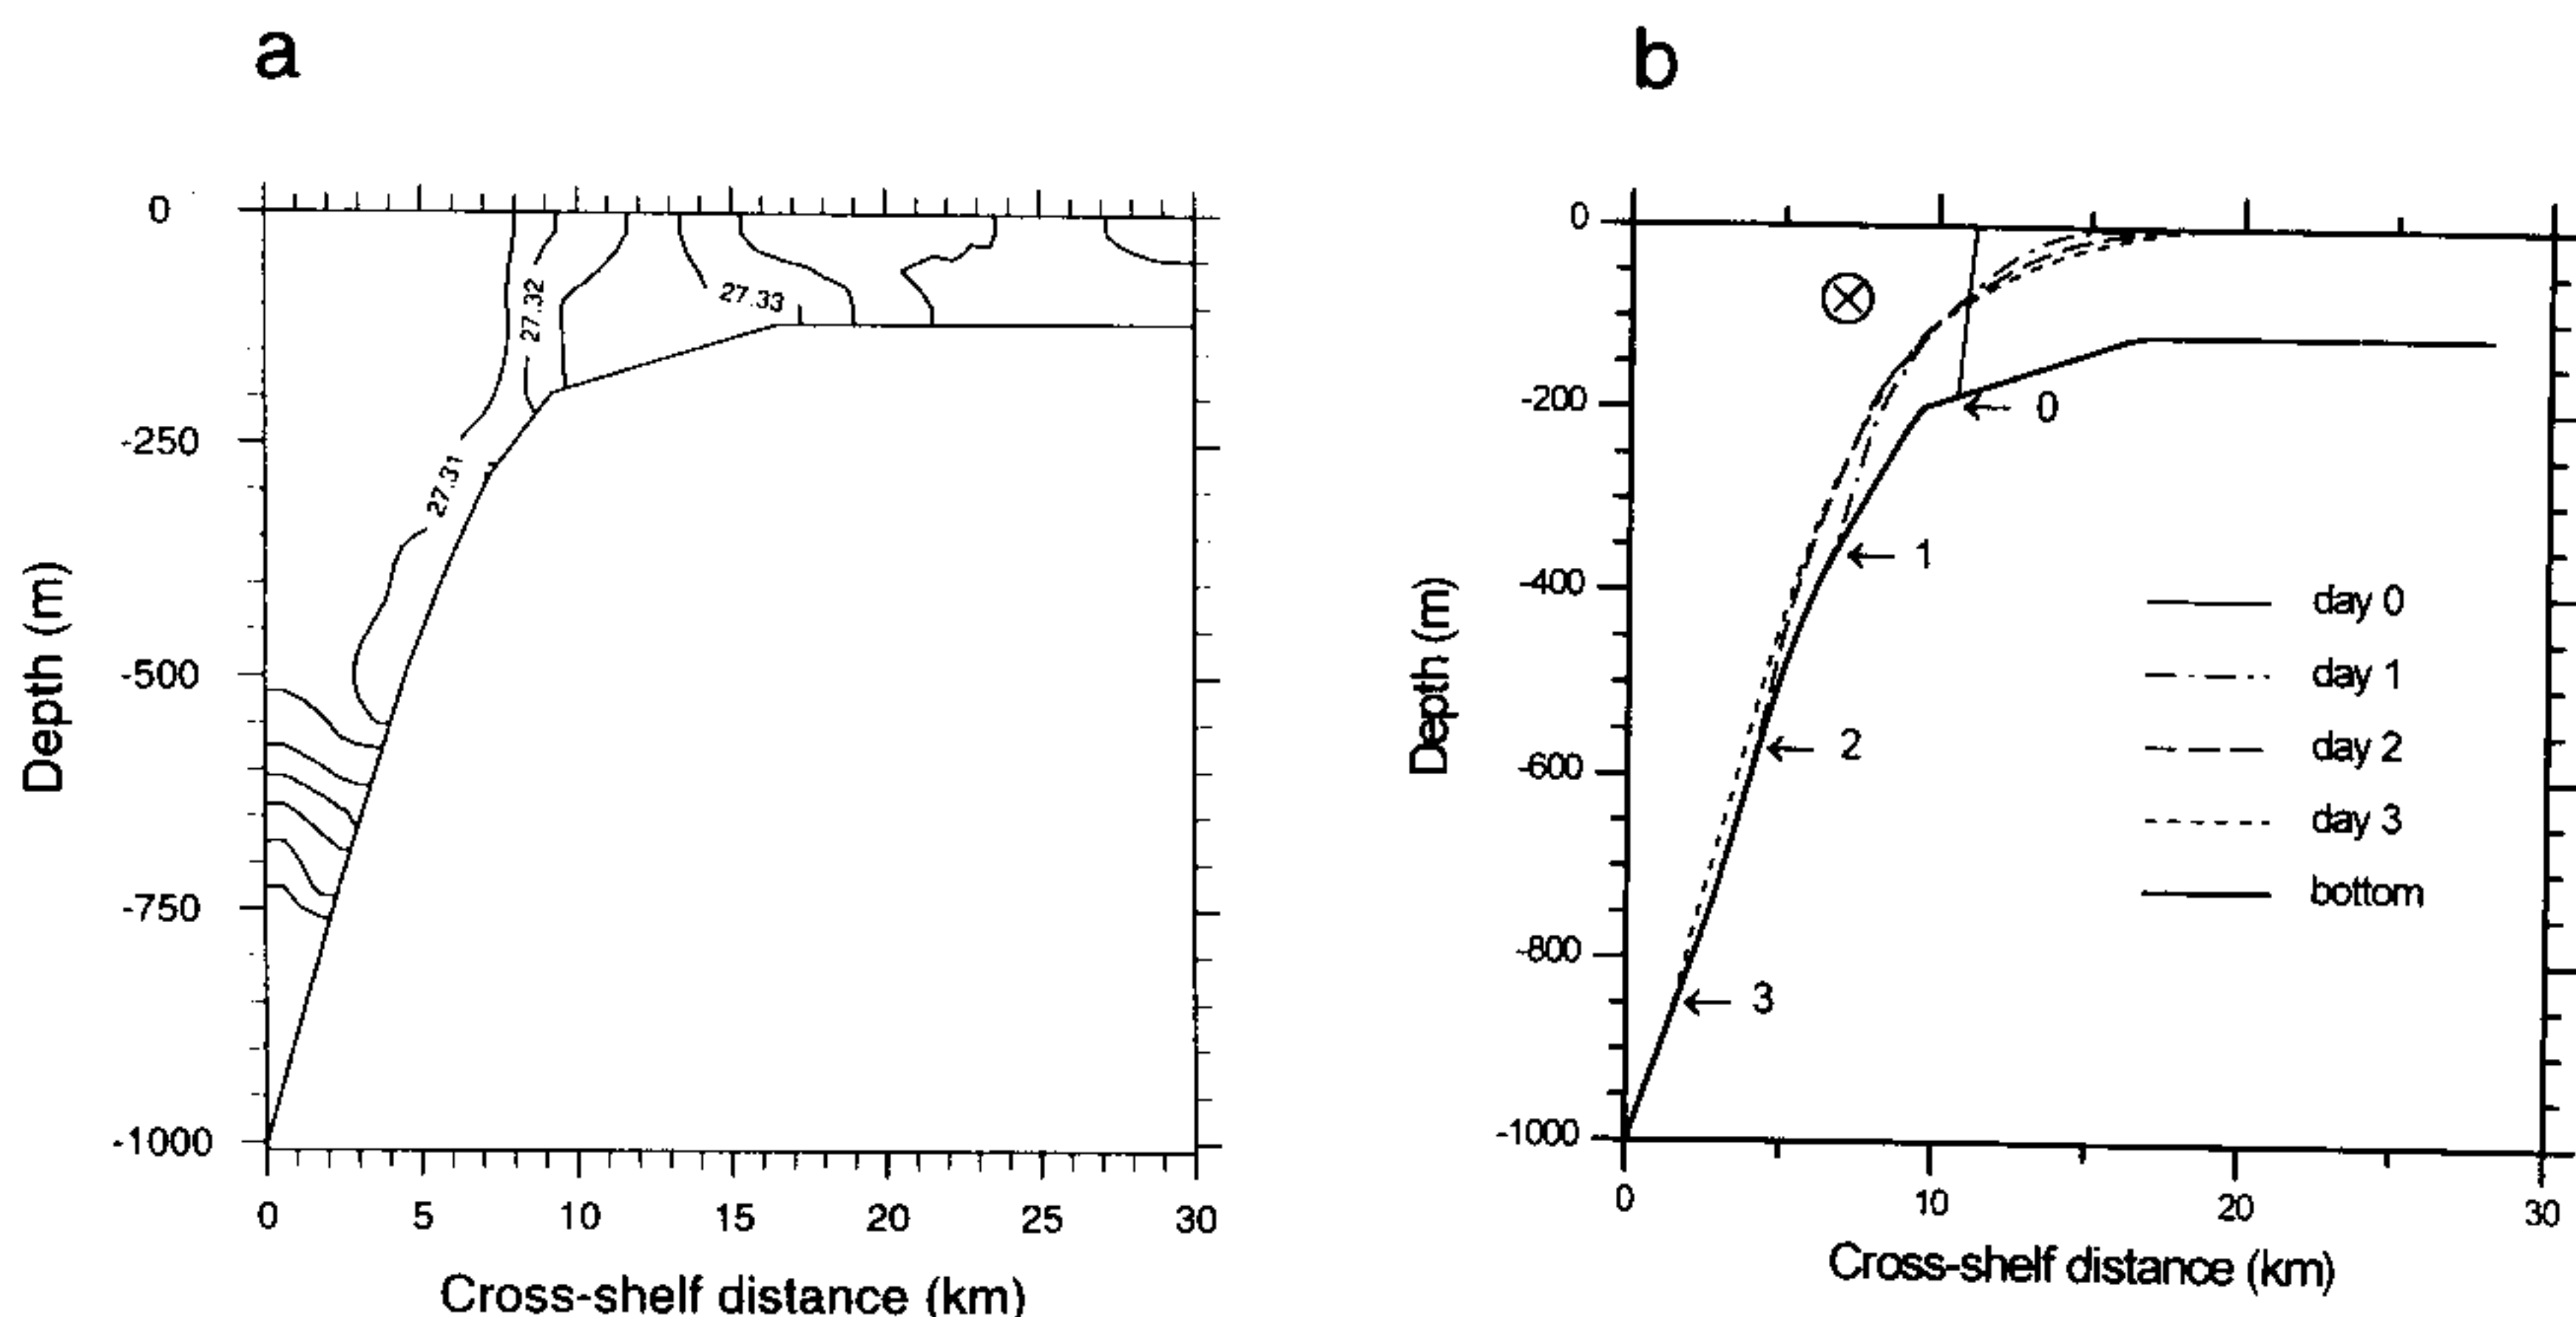 a
0
-250
-500
-750
-1000
27.31
27.32
27.33
0 5 10 15 20 25 30
Depth (m)
Cross-shelf distance (km)
b
0
-200
-400
-600
-800
-1000
0
1
2
3
day 0
day 1
day 2
day 3
bottom
0 10 20 30
Depth (m)
Cross-shelf distance (km)